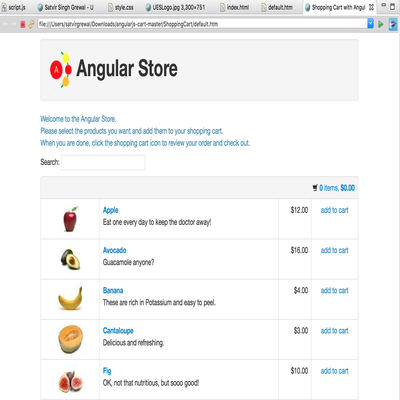 script.js
Satvir Singh Grewal - U
style.css
UESLogo.jpg 3,300×751
index.html
default.htm
Shopping Cart with Angul
file:///Users/satvirgrewal/Downloads/angularjs-cart-master/ShoppingCart/default.htm
A Angular Store
Welcome to the Angular Store.
Please select the products you want and add them to your shopping cart.
When you are done, click the shopping cart icon to review your order and check out.
Search:
0 items, $0.00
Apple
Eat one every day to keep the doctor away!
$12.00
add to cart
Avocado
Guacamole anyone?
$16.00
add to cart
Banana
These are rich in Potassium and easy to peel.
$4.00
add to cart
Cantaloupe
Delicious and refreshing.
$3.00
add to cart
Fig
OK, not that nutritious, but sooo good!
$10.00
add to cart